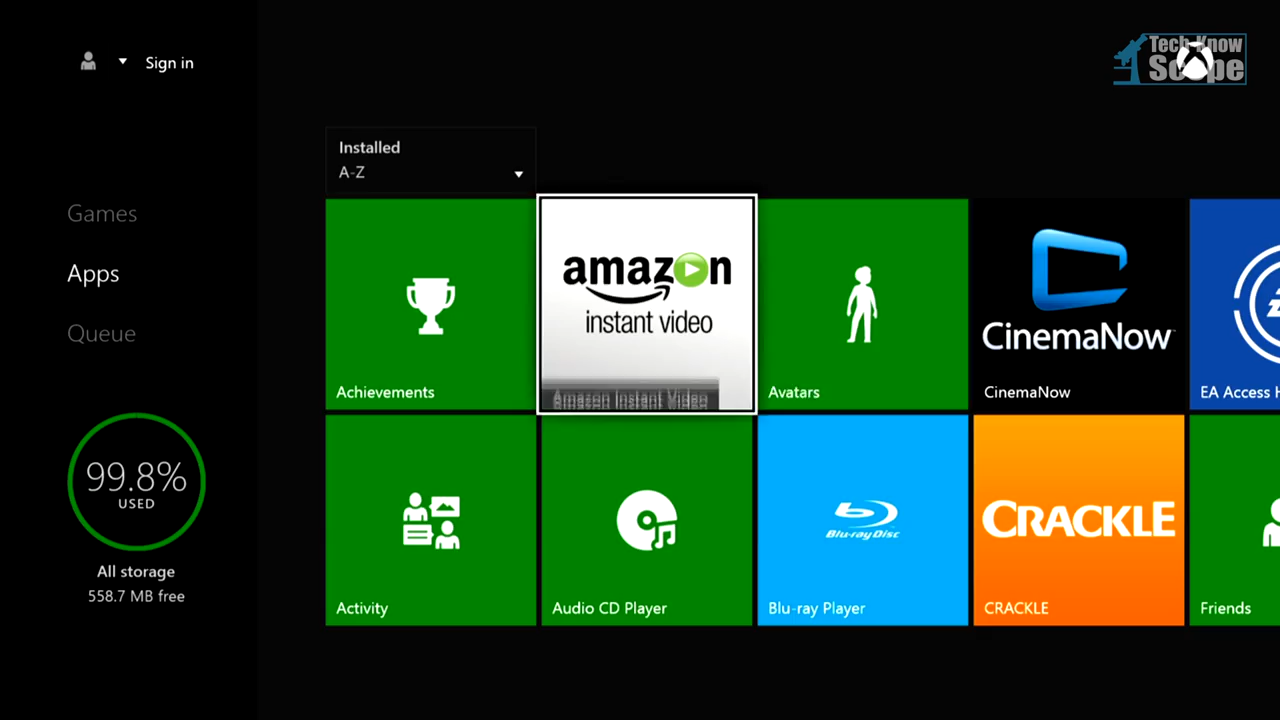 Sign in
Tech Know
Scope
Installed
A-Z
Games
Apps
Queue
99.8%
USED
All storage
558.7 MB free
Achievements
amazon
instant video
Amazon Instant Video
Avatars
CinemaNow
CinemaNow
EA Access H
Activity
Audio CD Player
Blu-ray Disc
Blu-ray Player
CRACKLE
CRACKLE
Friends